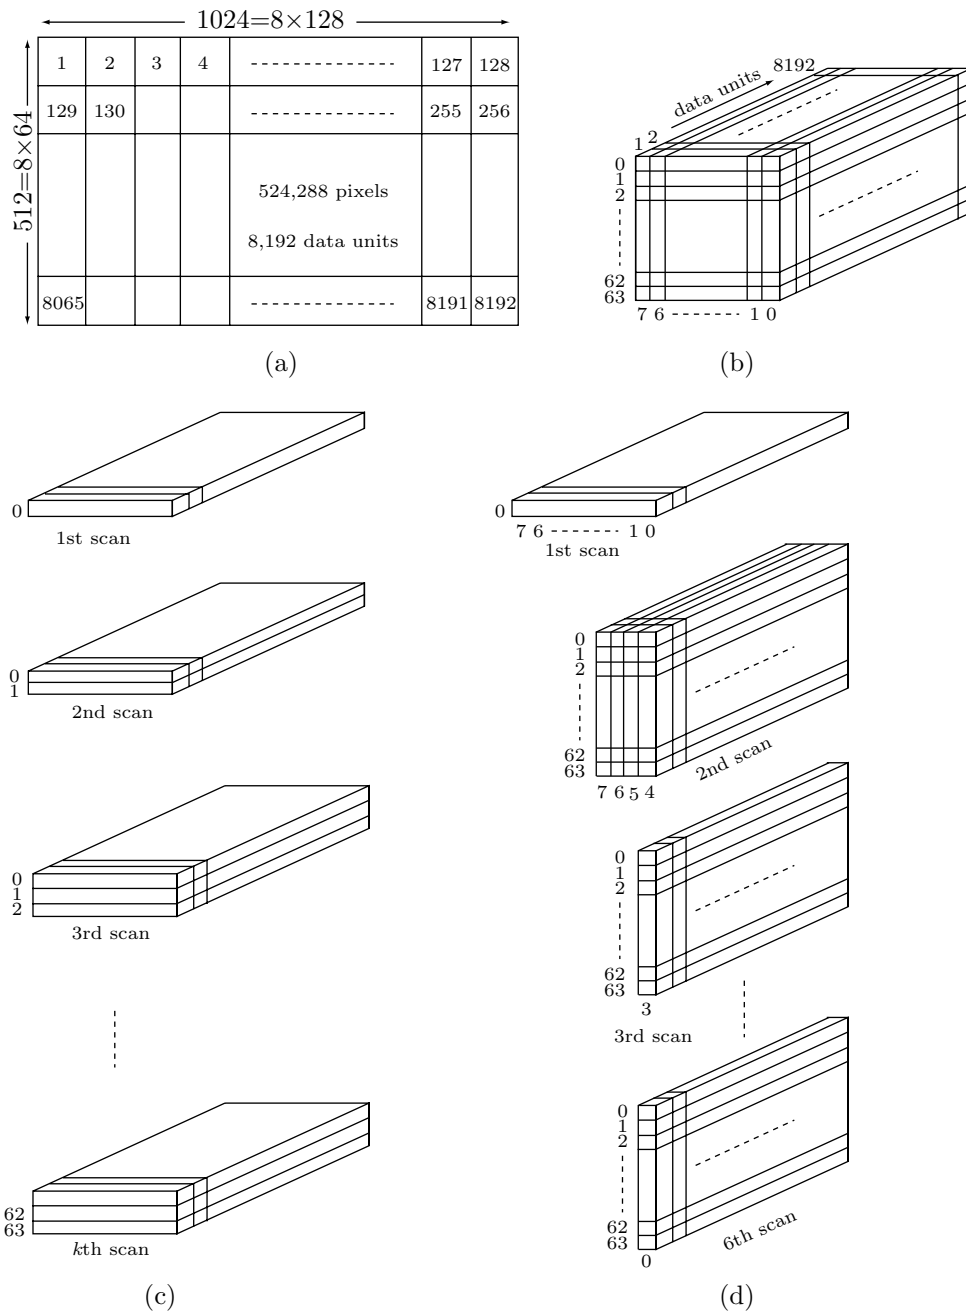 1024=8×128
512=8×64
1 2 3 4 127 128
129 130 255 256
524,288 pixels
8,192 data units
8065 8191 8192
(a)
8192
data units
1 2
0
1
2
62
63
7 6 1 0
(b)
0
1st scan
0
1
2nd scan
0
1
2
3rd scan
62
63
kth scan
(c)
0
7 6 1 0
1st scan
0
1
2
62
63
7 6 5 4
2nd scan
0
1
2
62
63
3
3rd scan
0
1
2
62
63
0
6th scan
(d)